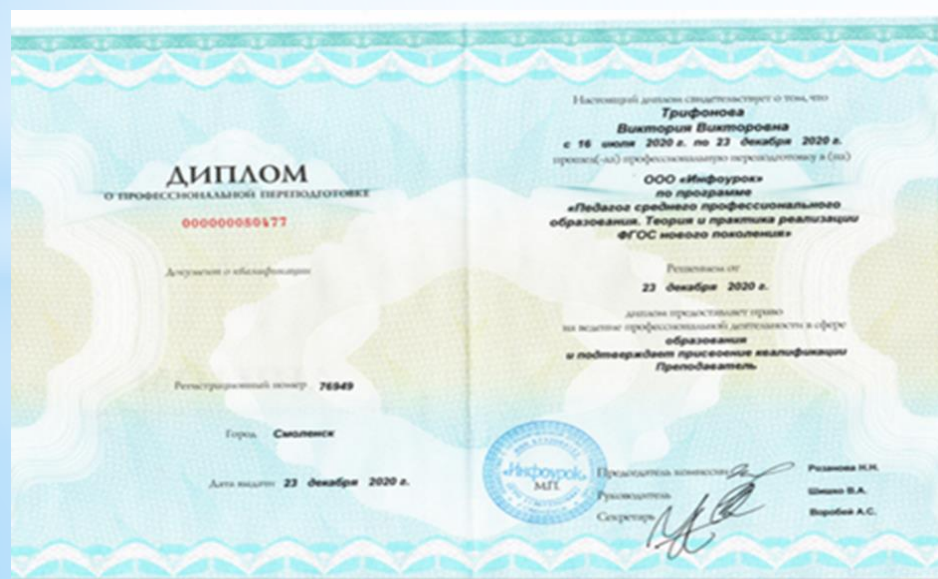 ДИПЛОМ
О ПРОФЕССИОНАЛЬНОЙ ПЕРЕПОДГОТОВКЕ
000000080477
Документ о квалификации
Регистрационный номер 76949
Город Смоленск
Дата выдачи 23 декабря 2020 г.
Настоящий диплом свидетельствует о том, что
Трифонова
Виктория Викторовна
с 16 июля 2020 г. по 23 декабря 2020 г.
прошел(-ла) профессиональную переподготовку в (на)
ООО «Инфоурок»
по программе
«Педагог среднего профессионального
образования. Теория и практика реализации
ФГОС нового поколения»
Решением от
23 декабря 2020 г.
диплом предоставляет право
на ведение профессиональной деятельности в сфере
образования
и подтверждает присвоение квалификации
Преподаватель
«Инфоурок»
М.П.
Председатель комиссии Розанова Н.Н.
Руководитель Шишко В.А.
Секретарь Воробей А.С.